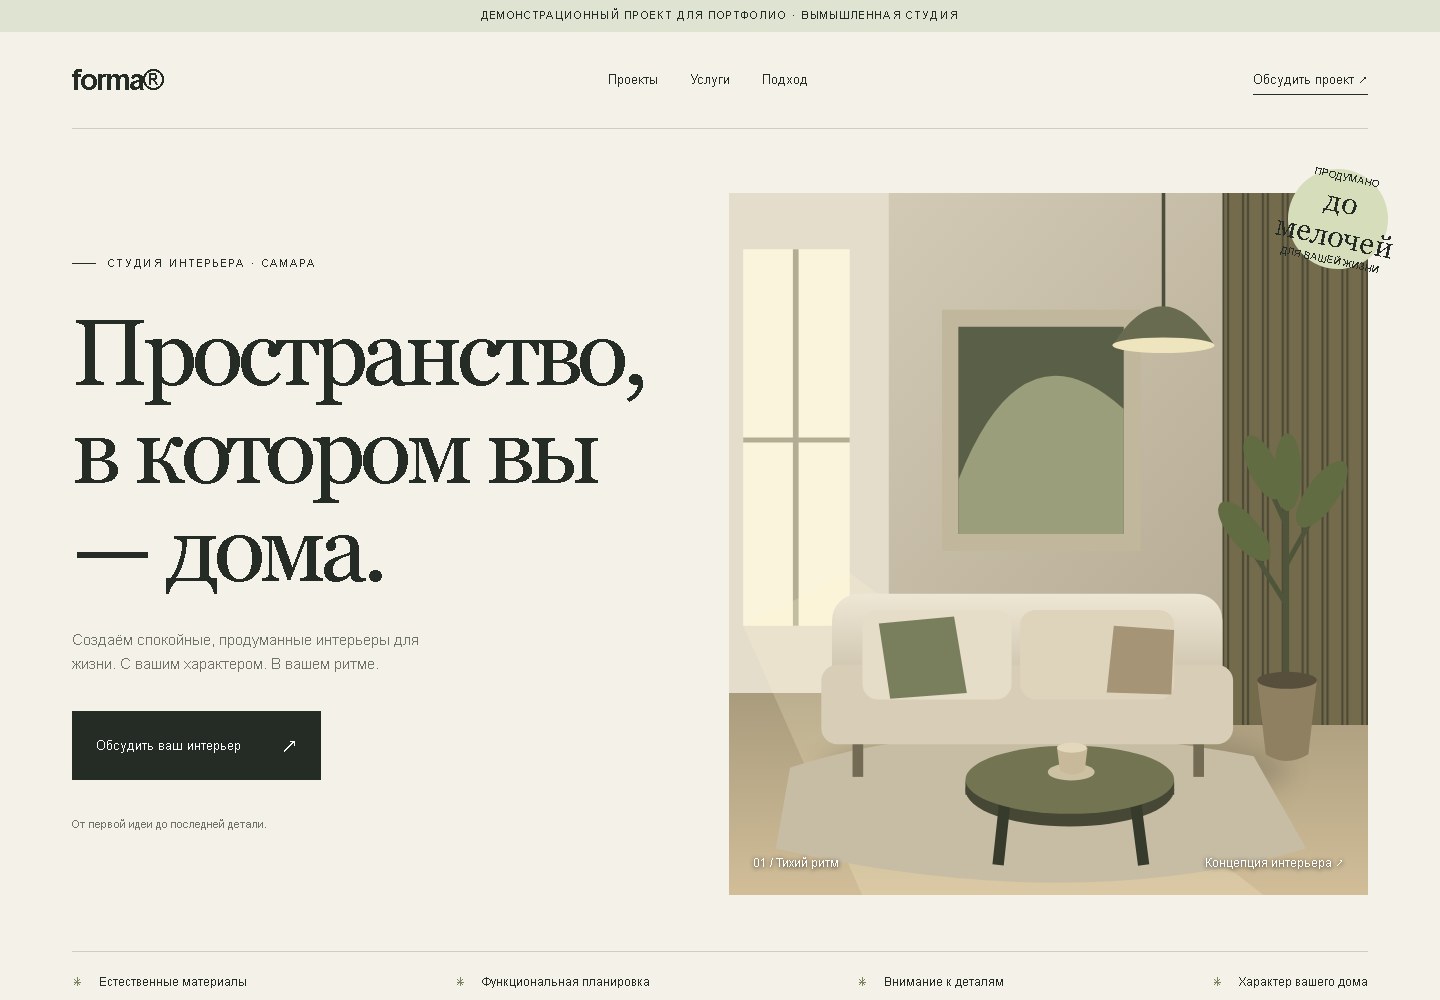 ДЕМОНСТРАЦИОННЫЙ ПРОЕКТ ДЛЯ ПОРТФОЛИО · ВЫМЫШЛЕННАЯ СТУДИЯ
forma®
Проекты
Услуги
Подход
Обсудить проект ↗
ПРОДУМАНО
до
мелочей
ДЛЯ ВАШЕЙ ЖИЗНИ
СТУДИЯ ИНТЕРЬЕРА · САМАРА
Пространство,
в котором вы
— дома.
Создаём спокойные, продуманные интерьеры для
жизни. С вашим характером. В вашем ритме.
Обсудить ваш интерьер ↗
От первой идеи до последней детали.
01 / Тихий ритм
Концепция интерьера ↗
✳ Естественные материалы
✳ Функциональная планировка
✳ Внимание к деталям
✳ Характер вашего дома